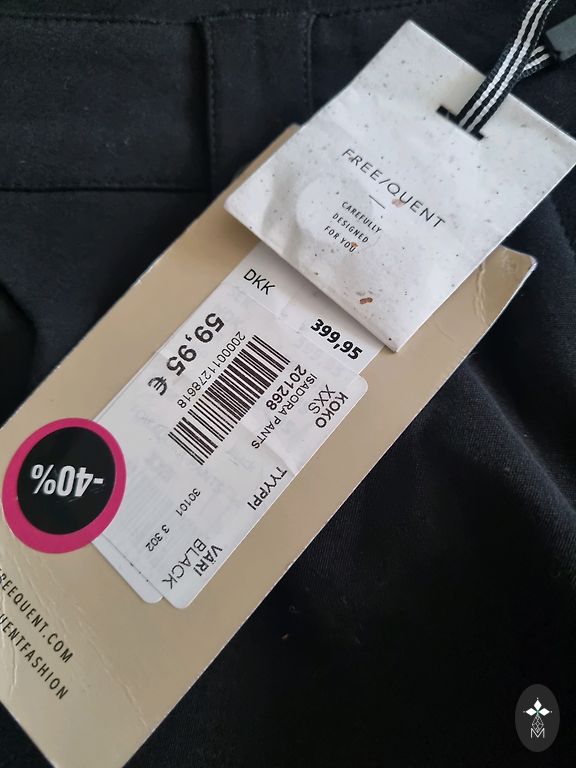 FREE/QUENT
CAREFULLY
DESIGNED
FOR YOU
DKK
399,95
59,95 €
2000011278618
KOKO
XXS
201268
ISADORA PANTS
TYYPPI
30101 3 302
VÄRI
BLACK
-40%
FREEQUENT.COM
UENTFASHION
M